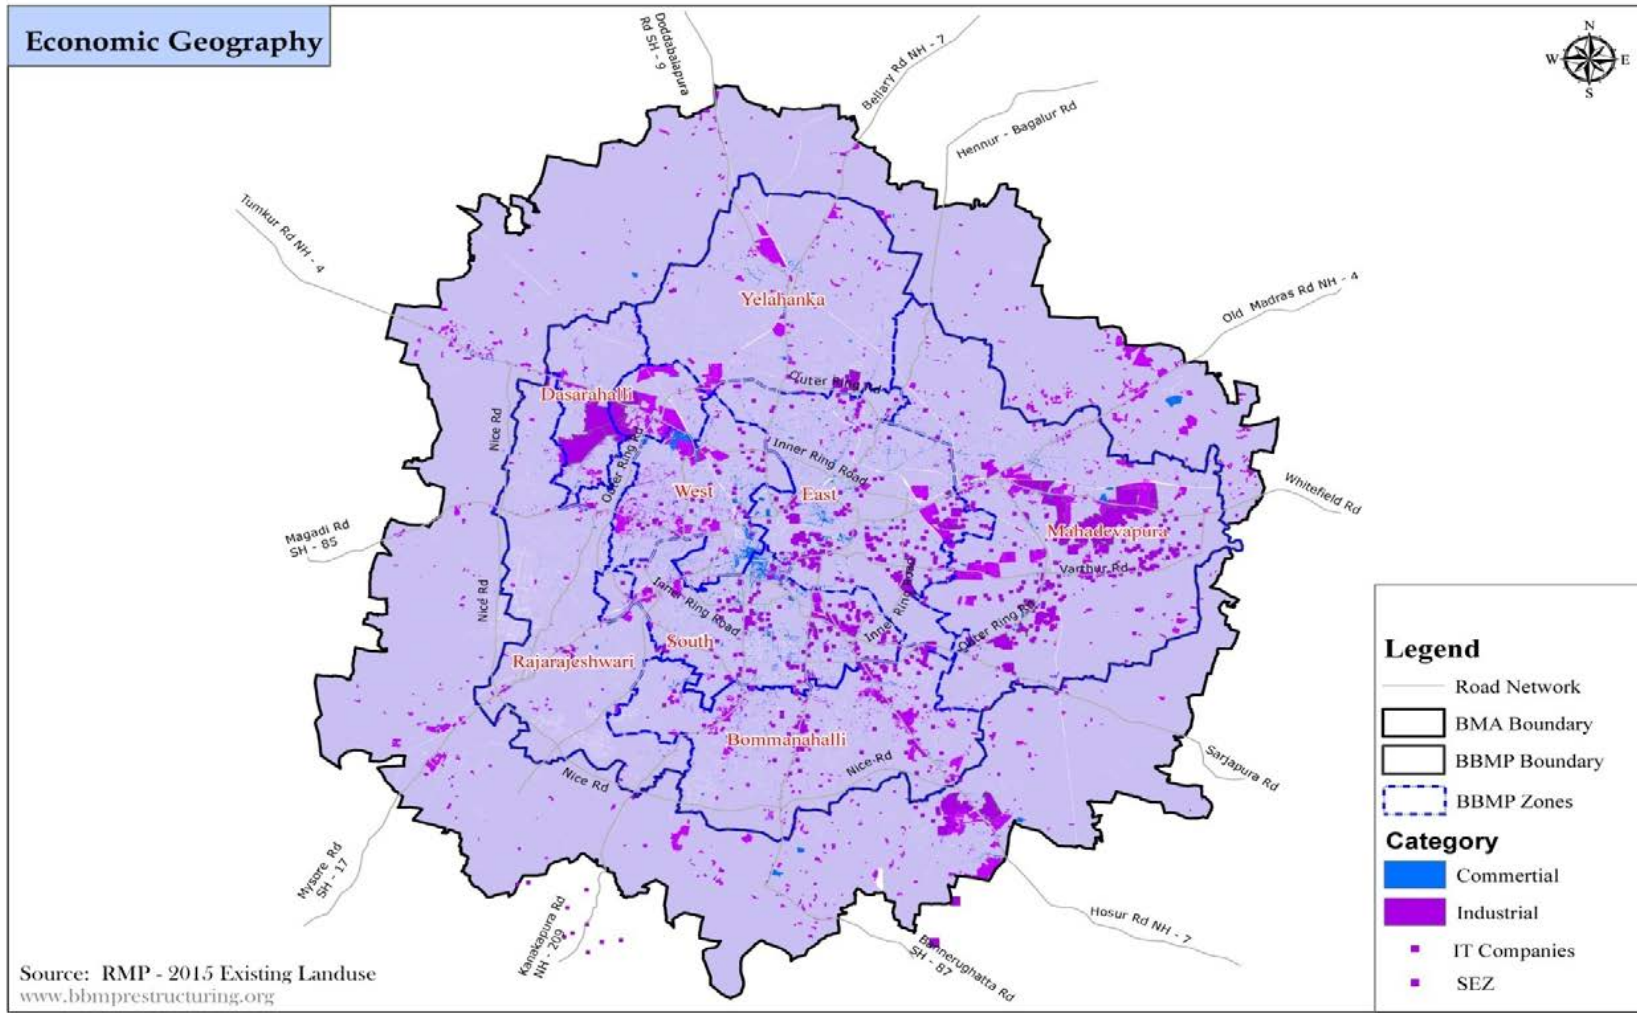 Economic Geography
N
W
E
S
Doddabalapura
Rd SH - 9
Bellary Rd NH - 7
Hennur - Bagalur Rd
Tumkur Rd NH - 4
Old Madras Rd NH - 4
Yelahanka
Outer Ring Rd
Dasarahalli
Nice Rd
Outer Ring Rd
Inner Ring Road
West
East
Whitefield Rd
Magadi Rd
SH - 85
Mahadevapura
Varthur Rd
Nice Rd
Inner Ring Road
Inner Ring Road
Outer Ring Rd
South
Rajarajeshwari
Bommanahalli
Nice Rd
Nice Rd
Sarjapura Rd
Mysore Rd
SH - 17
Kanakapura Rd
NH - 209
Bannerughatta Rd
SH - 87
Hosur Rd NH - 7
Legend
Road Network
BMA Boundary
BBMP Boundary
BBMP Zones
Category
Commertial
Industrial
IT Companies
SEZ
Source: RMP - 2015 Existing Landuse
www.bbmprestructuring.org